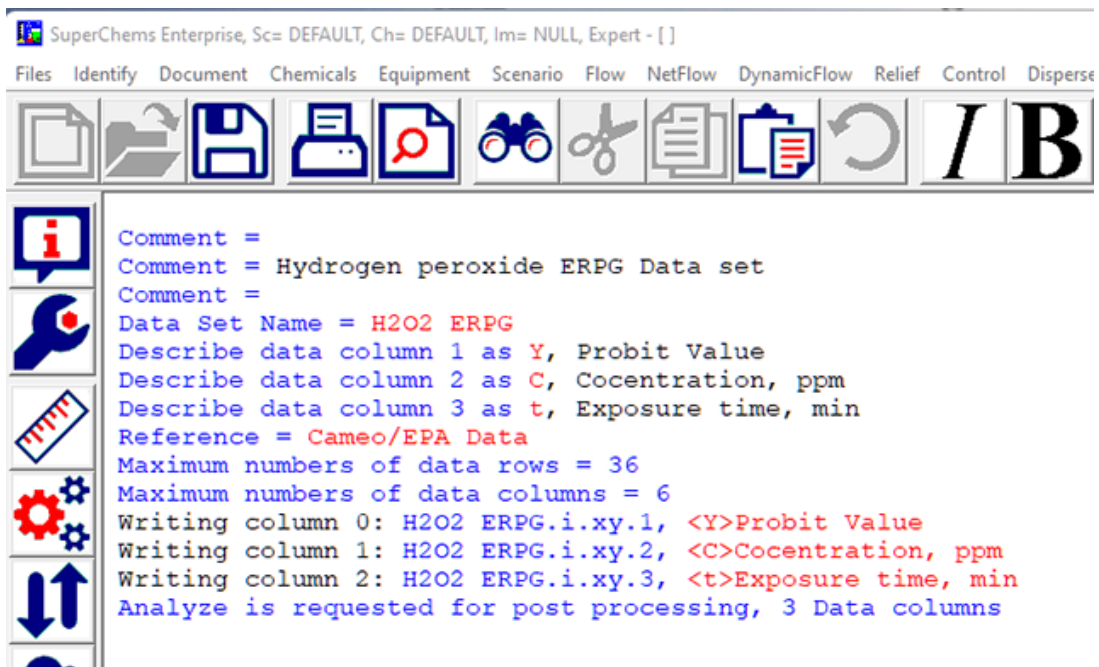 SuperChems Enterprise, Sc= DEFAULT, Ch= DEFAULT, Im= NULL, Expert - [ ]
Files Identify Document Chemicals Equipment Scenario Flow NetFlow DynamicFlow Relief Control Disperse
I B
i
Comment =
Comment = Hydrogen peroxide ERPG Data set
Comment =
Data Set Name = H2O2 ERPG
Describe data column 1 as Y, Probit Value
Describe data column 2 as C, Cocentration, ppm
Describe data column 3 as t, Exposure time, min
Reference = Cameo/EPA Data
Maximum numbers of data rows = 36
Maximum numbers of data columns = 6
Writing column 0: H2O2 ERPG.i.xy.1, <Y>Probit Value
Writing column 1: H2O2 ERPG.i.xy.2, <C>Cocentration, ppm
Writing column 2: H2O2 ERPG.i.xy.3, <t>Exposure time, min
Analyze is requested for post processing, 3 Data columns